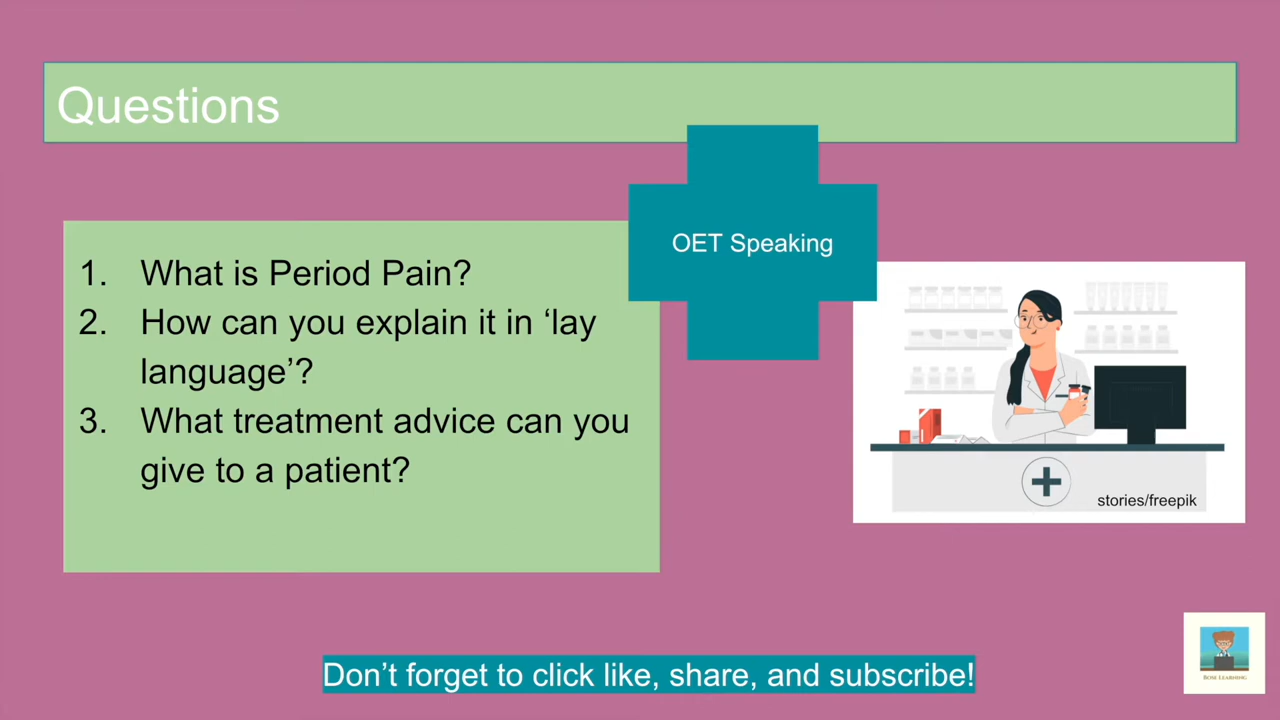 Questions
OET Speaking
1. What is Period Pain?
2. How can you explain it in ‘lay
language’?
3. What treatment advice can you
give to a patient?
stories/freepik
Don’t forget to click like, share, and subscribe!